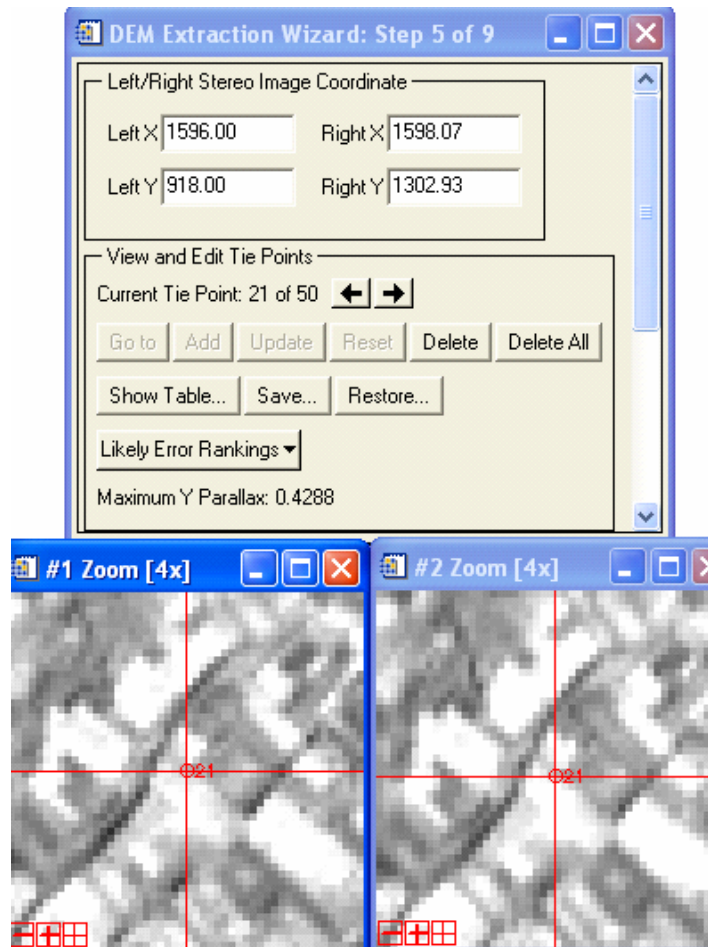 DEM Extraction Wizard: Step 5 of 9
Left/Right Stereo Image Coordinate
Left X 1596.00 Right X 1598.07
Left Y 918.00 Right Y 1302.93
View and Edit Tie Points
Current Tie Point: 21 of 50
Go to Add Update Reset Delete Delete All
Show Table... Save... Restore...
Likely Error Rankings
Maximum Y Parallax: 0.4288
#1 Zoom [4x] #2 Zoom [4x]
21 21